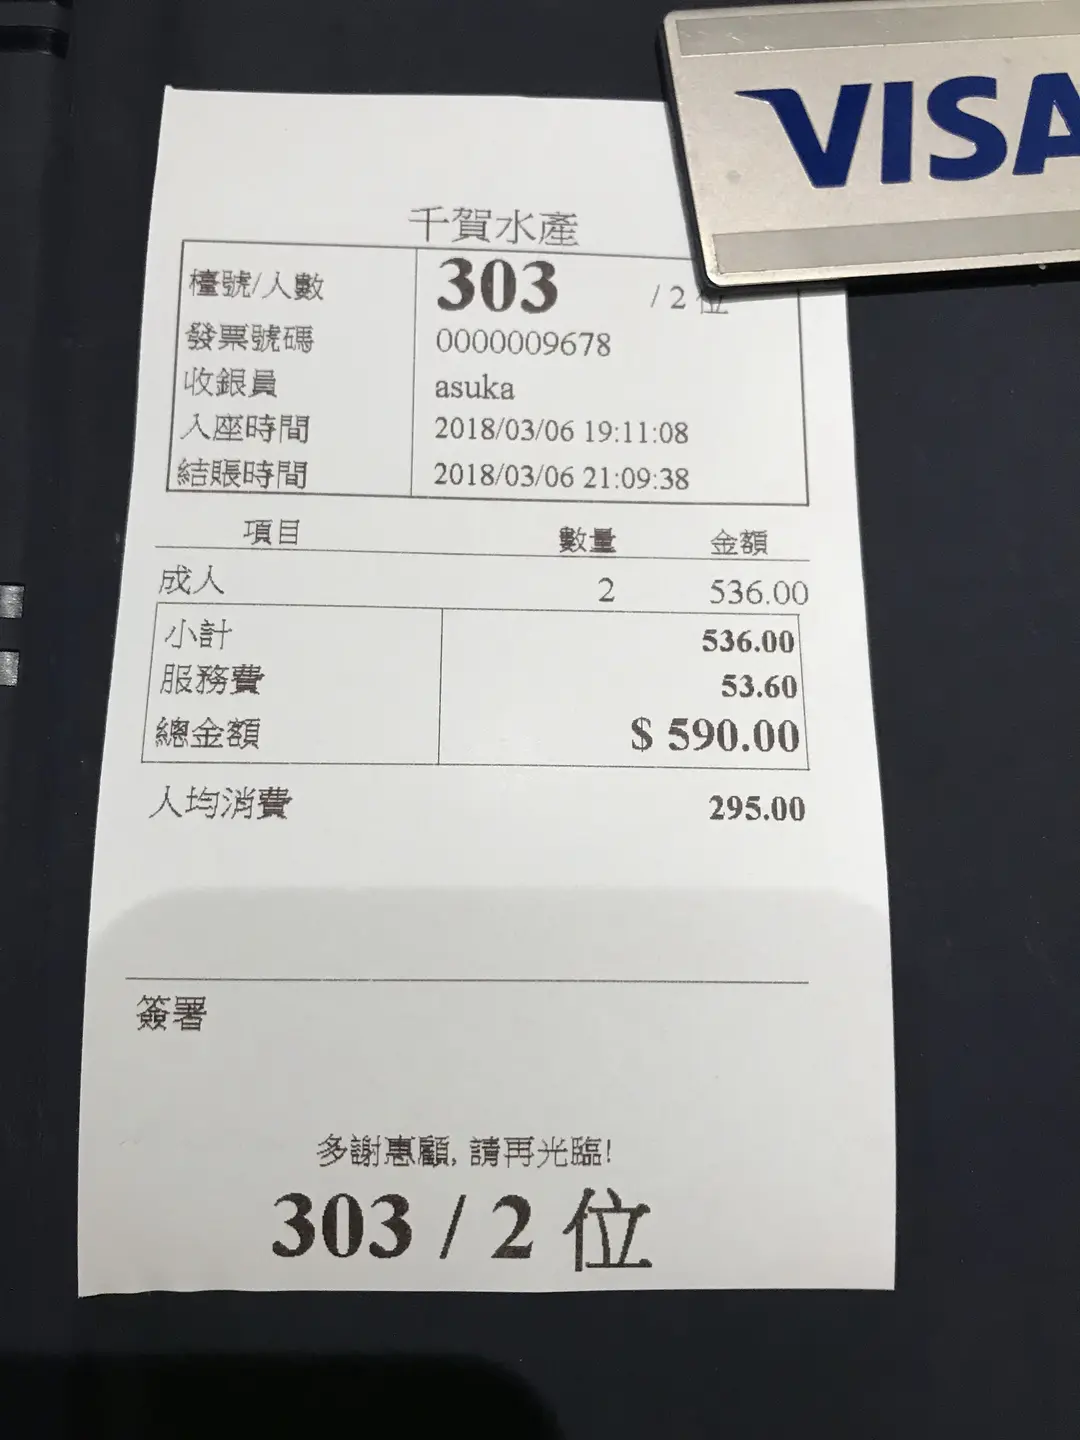 VISA
千賀水產
檯號/人數 303 / 2 位
發票號碼 0000009678
收銀員 asuka
入座時間 2018/03/06 19:11:08
結賬時間 2018/03/06 21:09:38
項目 數量 金額
成人 2 536.00
小計 536.00
服務費 53.60
總金額 $ 590.00
人均消費 295.00
簽署
多謝惠顧, 請再光臨!
303 / 2 位